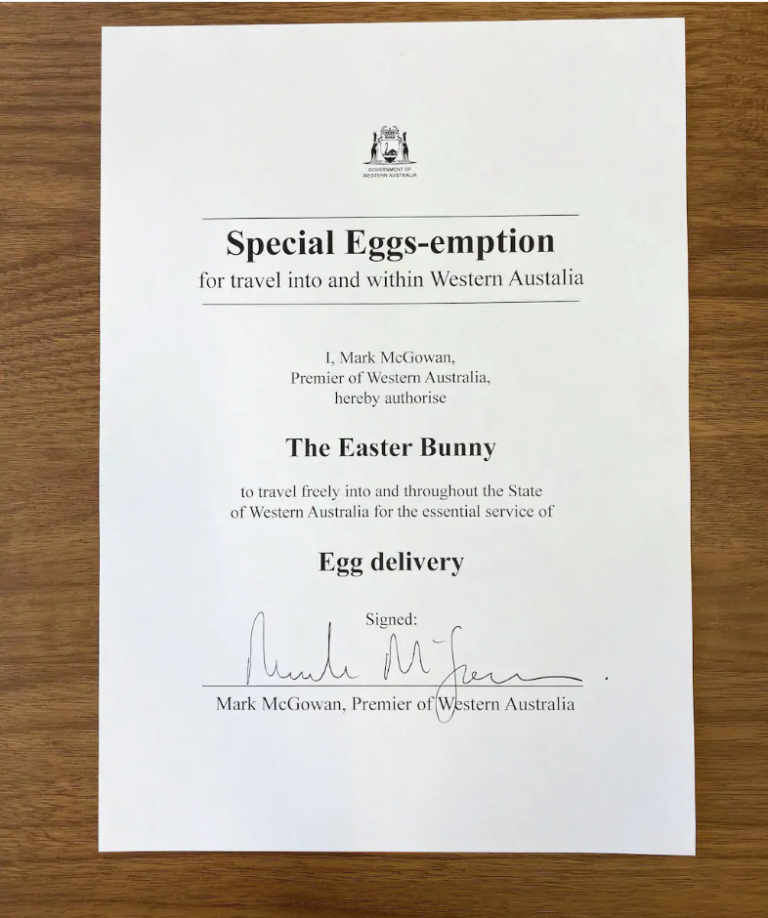 GOVERNMENT OF
WESTERN AUSTRALIA
Special Eggs-emption
for travel into and within Western Austalia
I, Mark McGowan,
Premier of Western Australia,
hereby authorise
The Easter Bunny
to travel freely into and throughout the State
of Western Australia for the essential service of
Egg delivery
Signed:
Mark McGowan
Mark McGowan, Premier of Western Australia